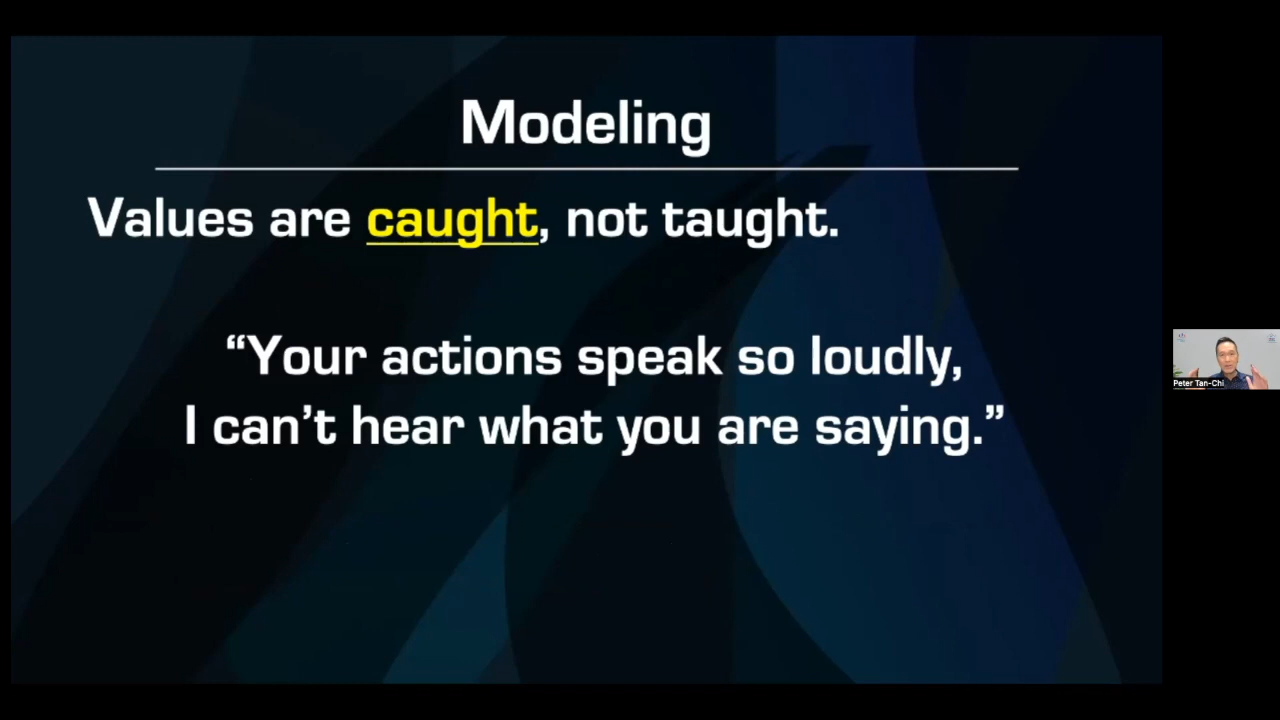 Modeling
Values are caught, not taught.
“Your actions speak so loudly,
I can’t hear what you are saying.”
Peter Tan-Chi